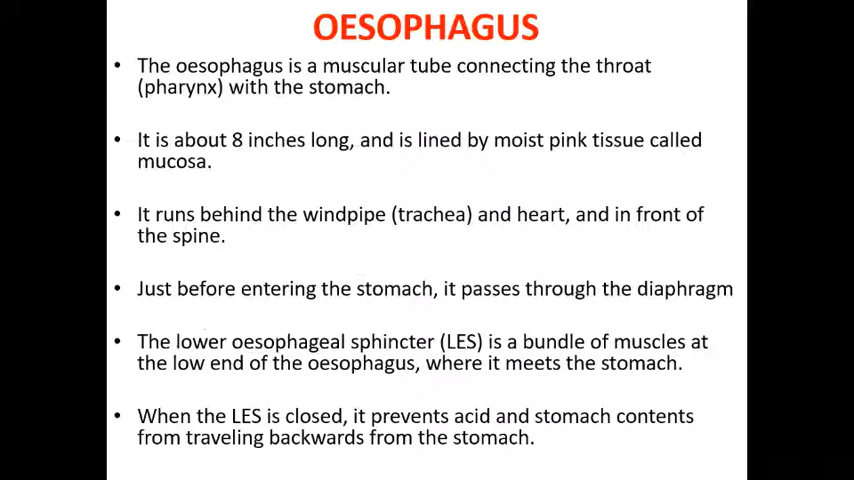 OESOPHAGUS
• The oesophagus is a muscular tube connecting the throat
(pharynx) with the stomach.
• It is about 8 inches long, and is lined by moist pink tissue called
mucosa.
• It runs behind the windpipe (trachea) and heart, and in front of
the spine.
• Just before entering the stomach, it passes through the diaphragm
• The lower oesophageal sphincter (LES) is a bundle of muscles at
the low end of the oesophagus, where it meets the stomach.
• When the LES is closed, it prevents acid and stomach contents
from traveling backwards from the stomach.